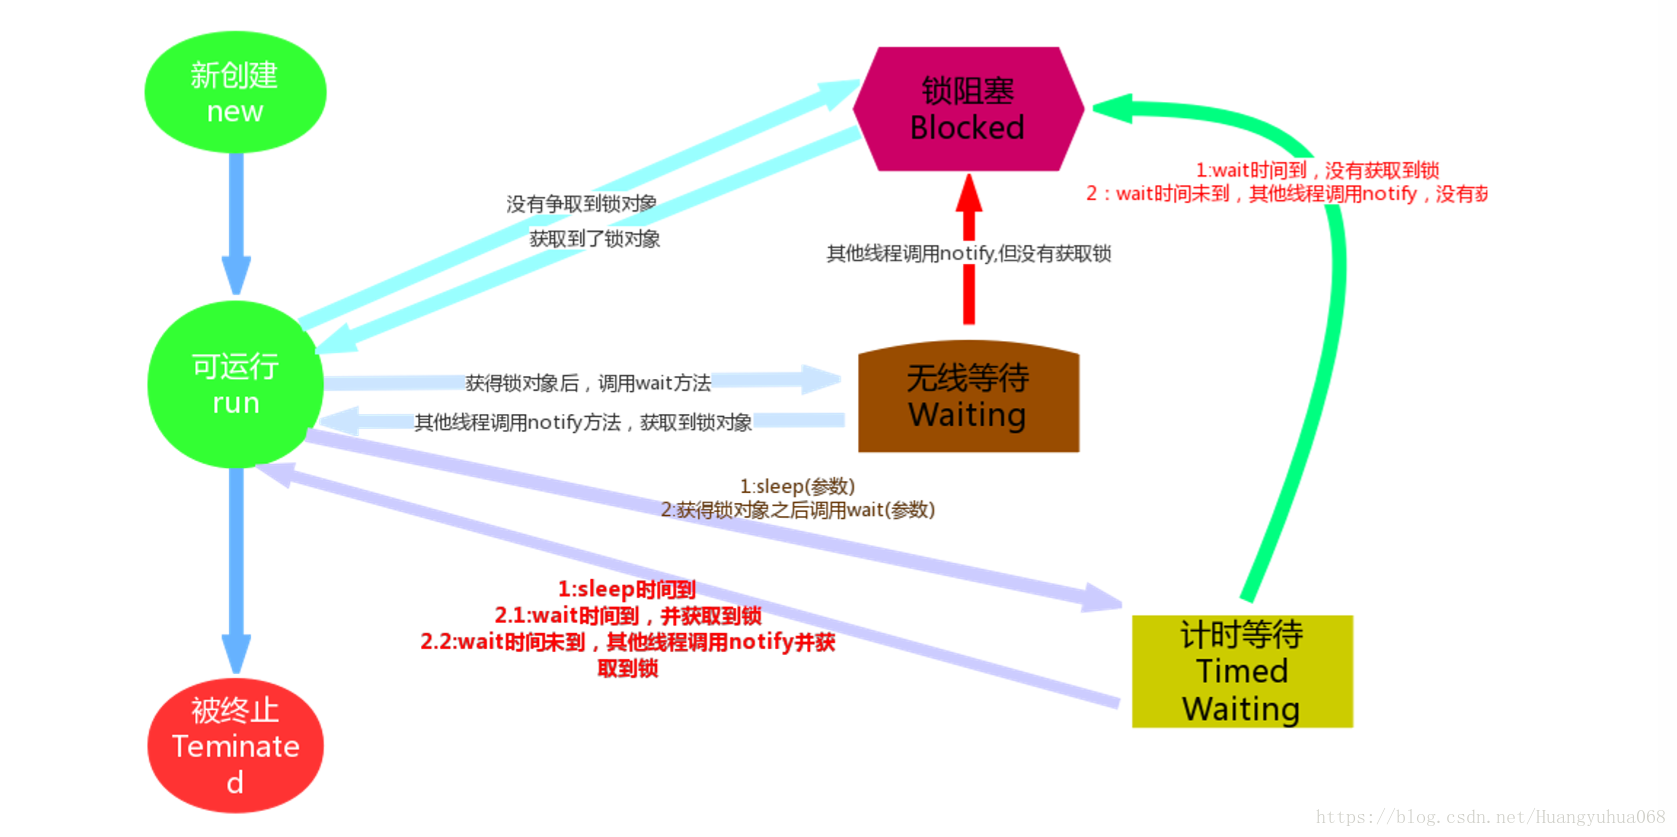 新创建
new
锁阻塞
Blocked
1:wait时间到，没有获取到锁
2：wait时间未到，其他线程调用notify，没有
没有争取到锁对象
获取到了锁对象
其他线程调用notify,但没有获取锁
可运行
run
获得锁对象后，调用wait方法
其他线程调用notify方法，获取到锁对象
无线等待
Waiting
1:sleep(参数)
2:获得锁对象之后调用wait(参数)
1:sleep时间到
2.1:wait时间到，并获取到锁
2.2:wait时间未到，其他线程调用notify并获
取到锁
计时等待
Timed
Waiting
被终止
Teminate
d
https://blog.csdn.net/Huangyuhua068